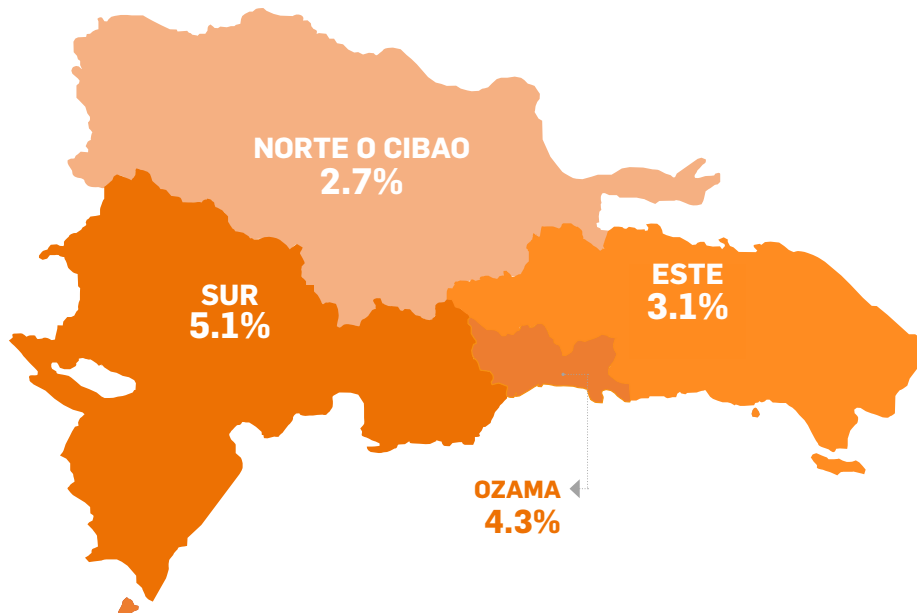 NORTE O CIBAO
2.7%
SUR
5.1%
ESTE
3.1%
OZAMA
4.3%